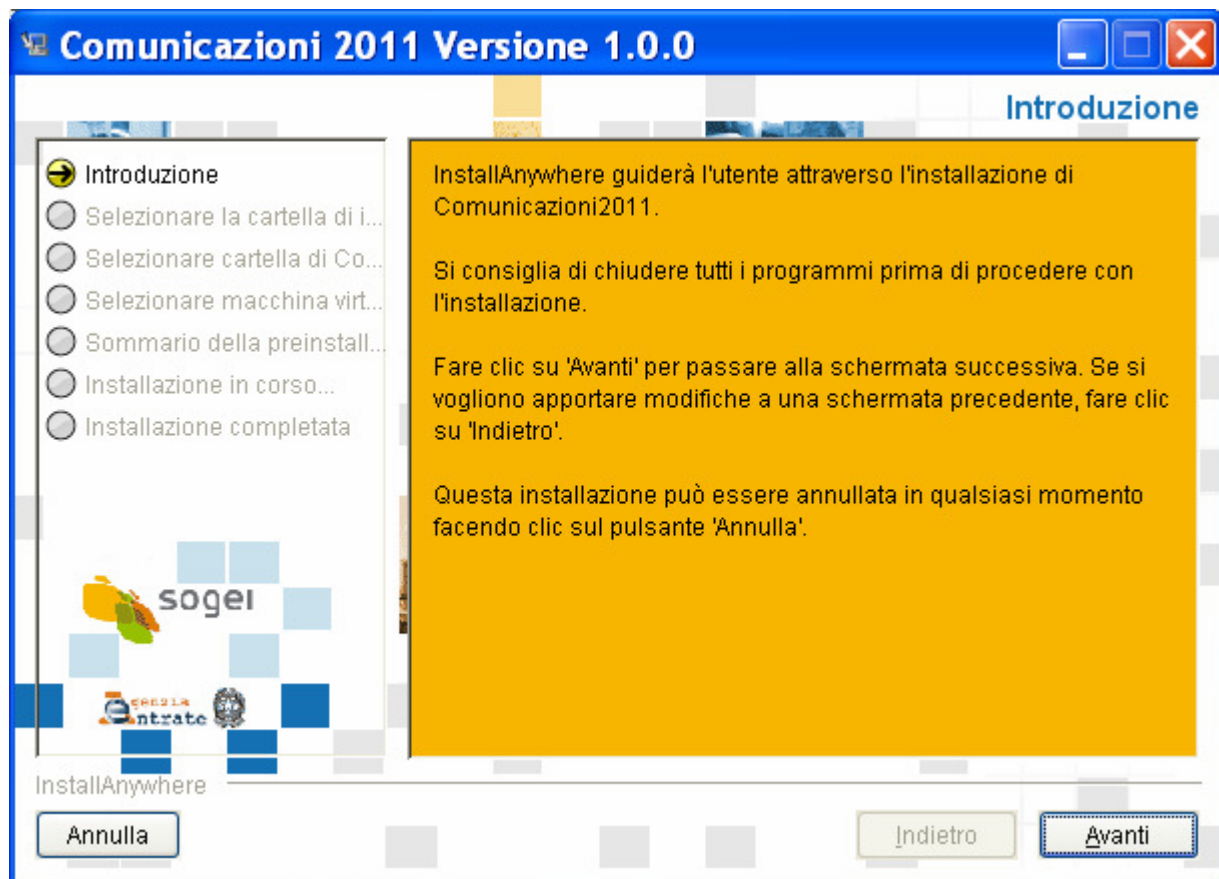 Comunicazioni 2011 Versione 1.0.0
Introduzione
Introduzione
Selezionare la cartella di i...
Selezionare cartella di Co...
Selezionare macchina virt...
Sommario della preinstall...
Installazione in corso...
Installazione completata
sogei
Agenzia
Entrate
InstallAnywhere guiderà l'utente attraverso l'installazione di
Comunicazioni2011.
Si consiglia di chiudere tutti i programmi prima di procedere con
l'installazione.
Fare clic su 'Avanti' per passare alla schermata successiva. Se si
vogliono apportare modifiche a una schermata precedente, fare clic
su 'Indietro'.
Questa installazione può essere annullata in qualsiasi momento
facendo clic sul pulsante 'Annulla'.
InstallAnywhere
Annulla
Indietro
Avanti